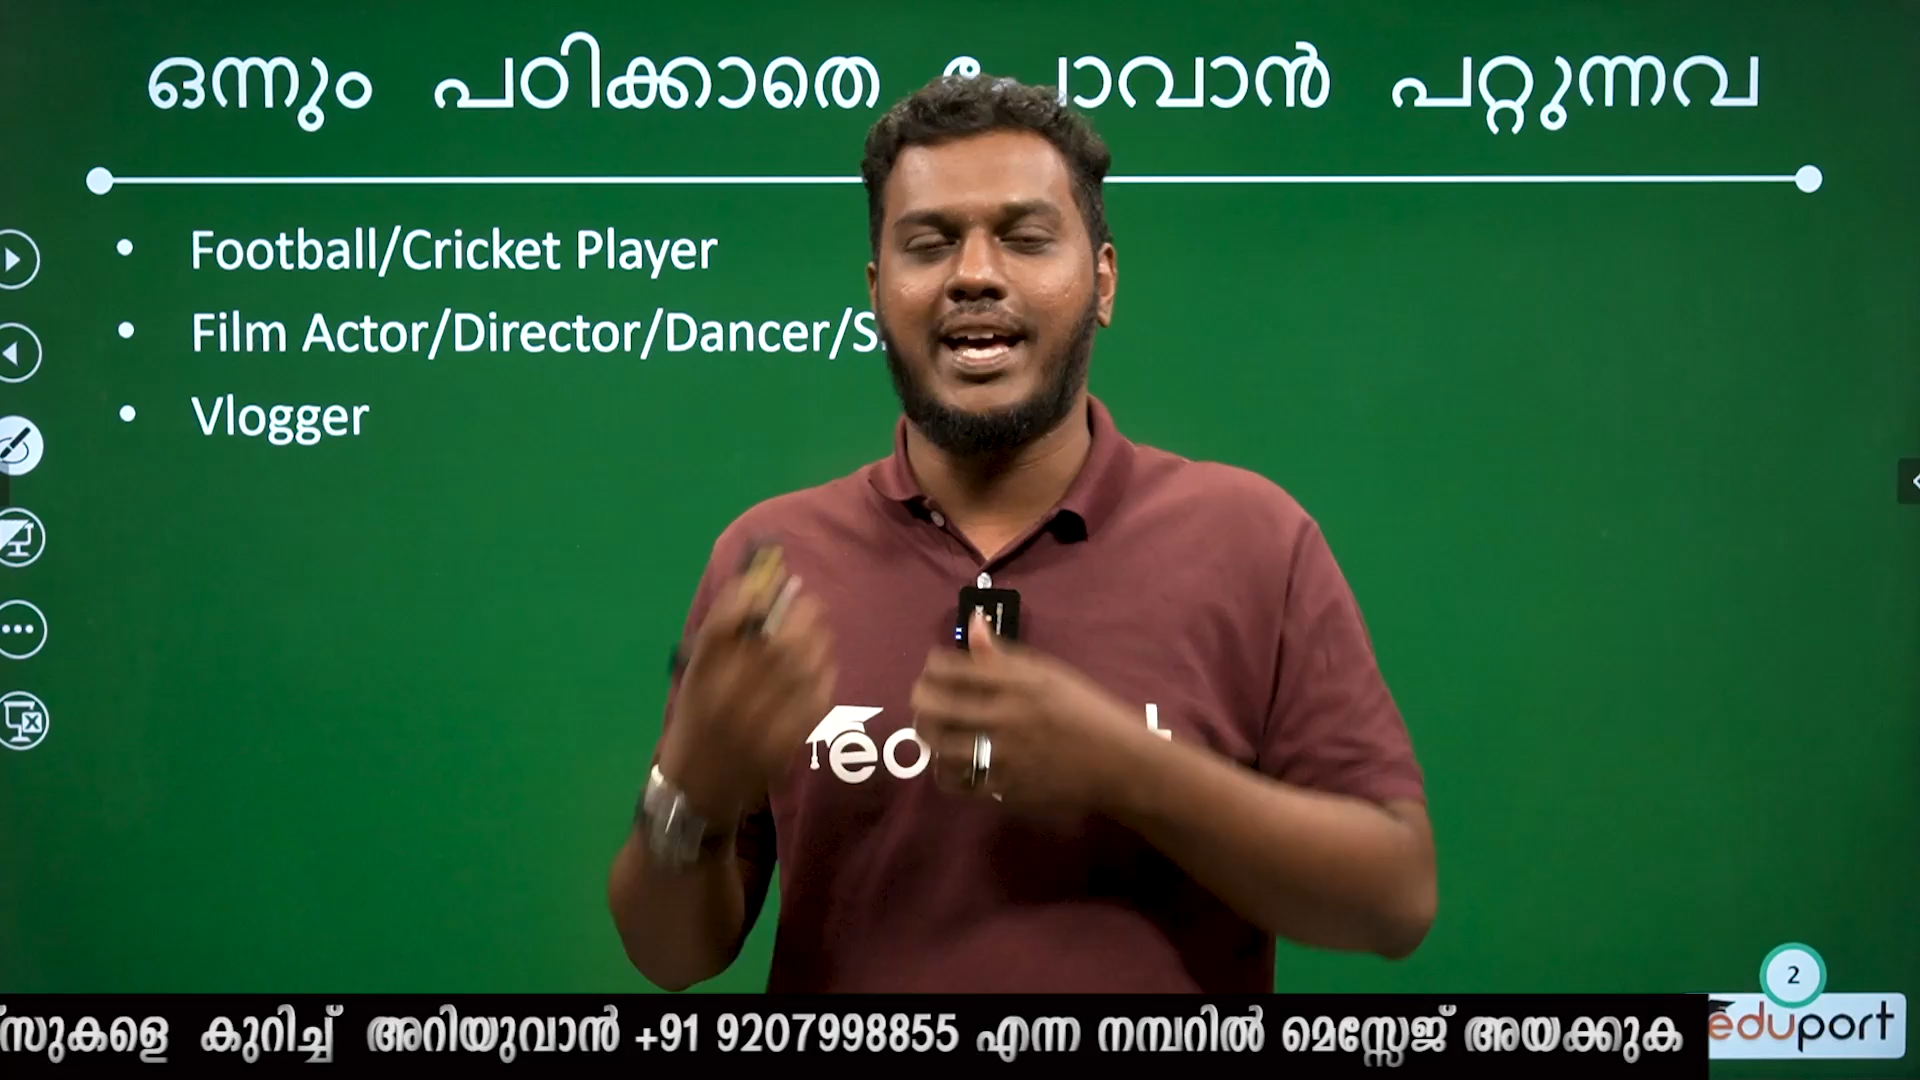 ഒന്നും പഠിക്കാതെ പറ്റുന്നവ
• Football/Cricket Player
• Film Actor/Director/Dancer/S
• Vlogger
2
കുറിച്ച് അറിയുവാൻ +91 9207998855 എന്ന നമ്പറിൽ മെസ്സേജ് അയക്കുക
eduport